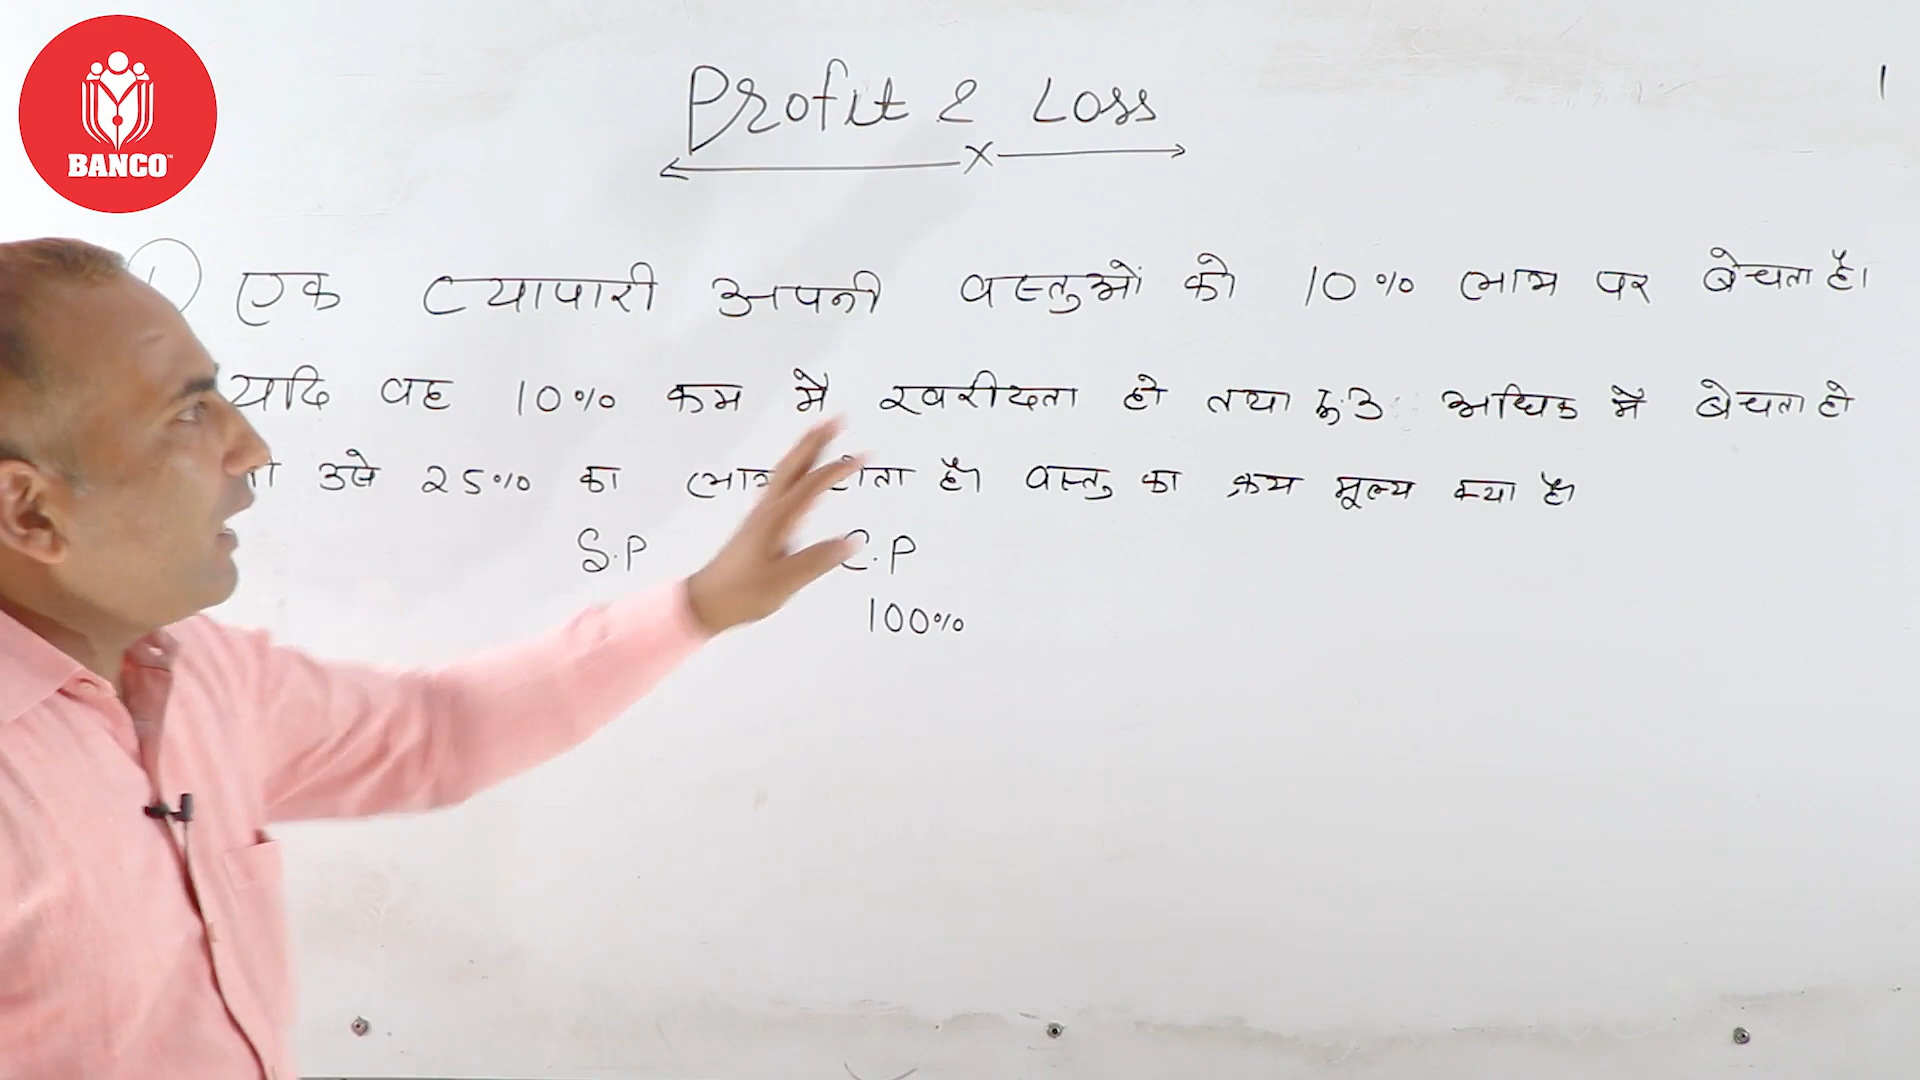 BANCO
Profit & Loss
1
एक व्यापारी अपनी वस्तुओं को 10% लाभ पर बेचता है।
यदि वह 10% कम में खरीदता हो तथा रु.3 अधिक में बेचता हो
उसे 25% का लाभ होता है। वस्तु का क्रय मूल्य क्या है।
S.P C.P
100%